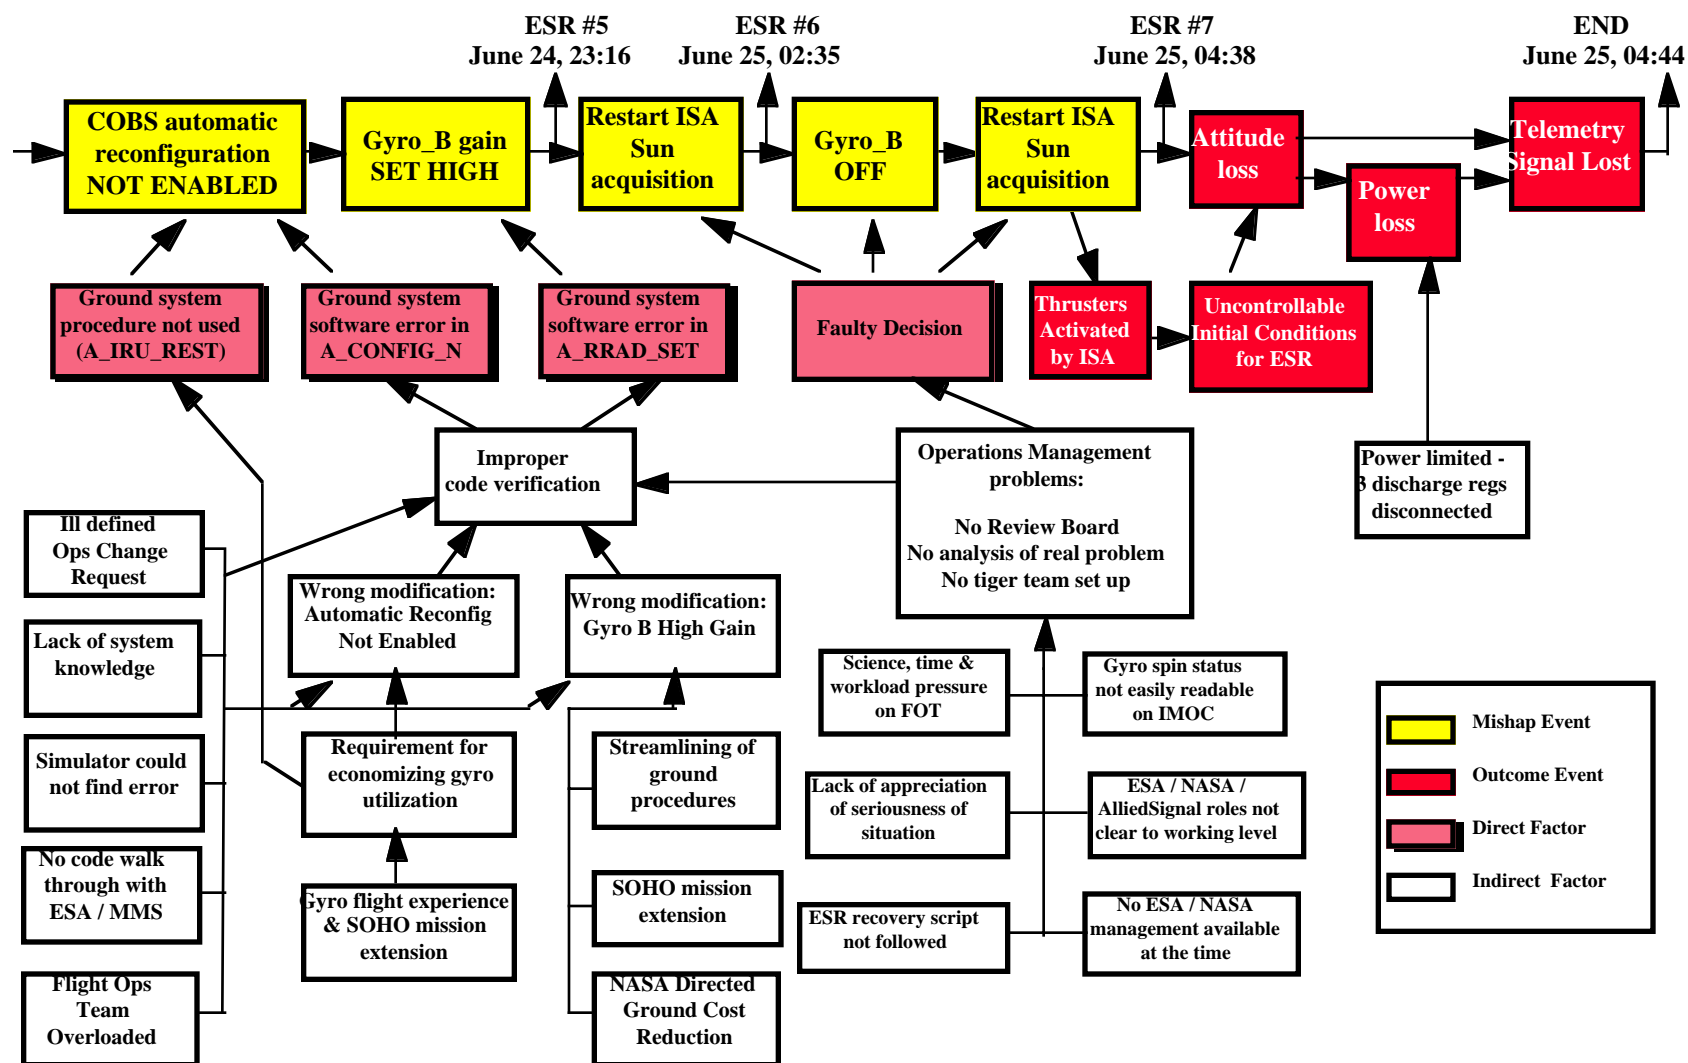 ESR #5
June 24, 23:16
ESR #6
June 25, 02:35
ESR #7
June 25, 04:38
END
June 25, 04:44
COBS automatic
reconfiguration
NOT ENABLED
Gyro_B gain
SET HIGH
Restart ISA
Sun
acquisition
Gyro_B
OFF
Restart ISA
Sun
acquisition
Attitude
loss
Power
loss
Telemetry
Signal Lost
Ground system
procedure not used
(A_IRU_REST)
Ground system
software error in
A_CONFIG_N
Ground system
software error in
A_RRAD_SET
Faulty Decision
Thrusters
Activated
by ISA
Uncontrollable
Initial Conditions
for ESR
Improper
code verification
Operations Management
problems:
No Review Board
No analysis of real problem
No tiger team set up
Power limited -
3 discharge regs
disconnected
Ill defined
Ops Change
Request
Lack of system
knowledge
Simulator could
not find error
No code walk
through with
ESA / MMS
Flight Ops
Team
Overloaded
Wrong modification:
Automatic Reconfig
Not Enabled
Wrong modification:
Gyro B High Gain
Requirement for
economizing gyro
utilization
Gyro flight experience
& SOHO mission
extension
Streamlining of
ground
procedures
SOHO mission
extension
NASA Directed
Ground Cost
Reduction
Science, time &
workload pressure
on FOT
Gyro spin status
not easily readable
on IMOC
Lack of appreciation
of seriousness of
situation
ESA / NASA /
AlliedSignal roles not
clear to working level
ESR recovery script
not followed
No ESA / NASA
management available
at the time
Mishap Event
Outcome Event
Direct Factor
Indirect Factor